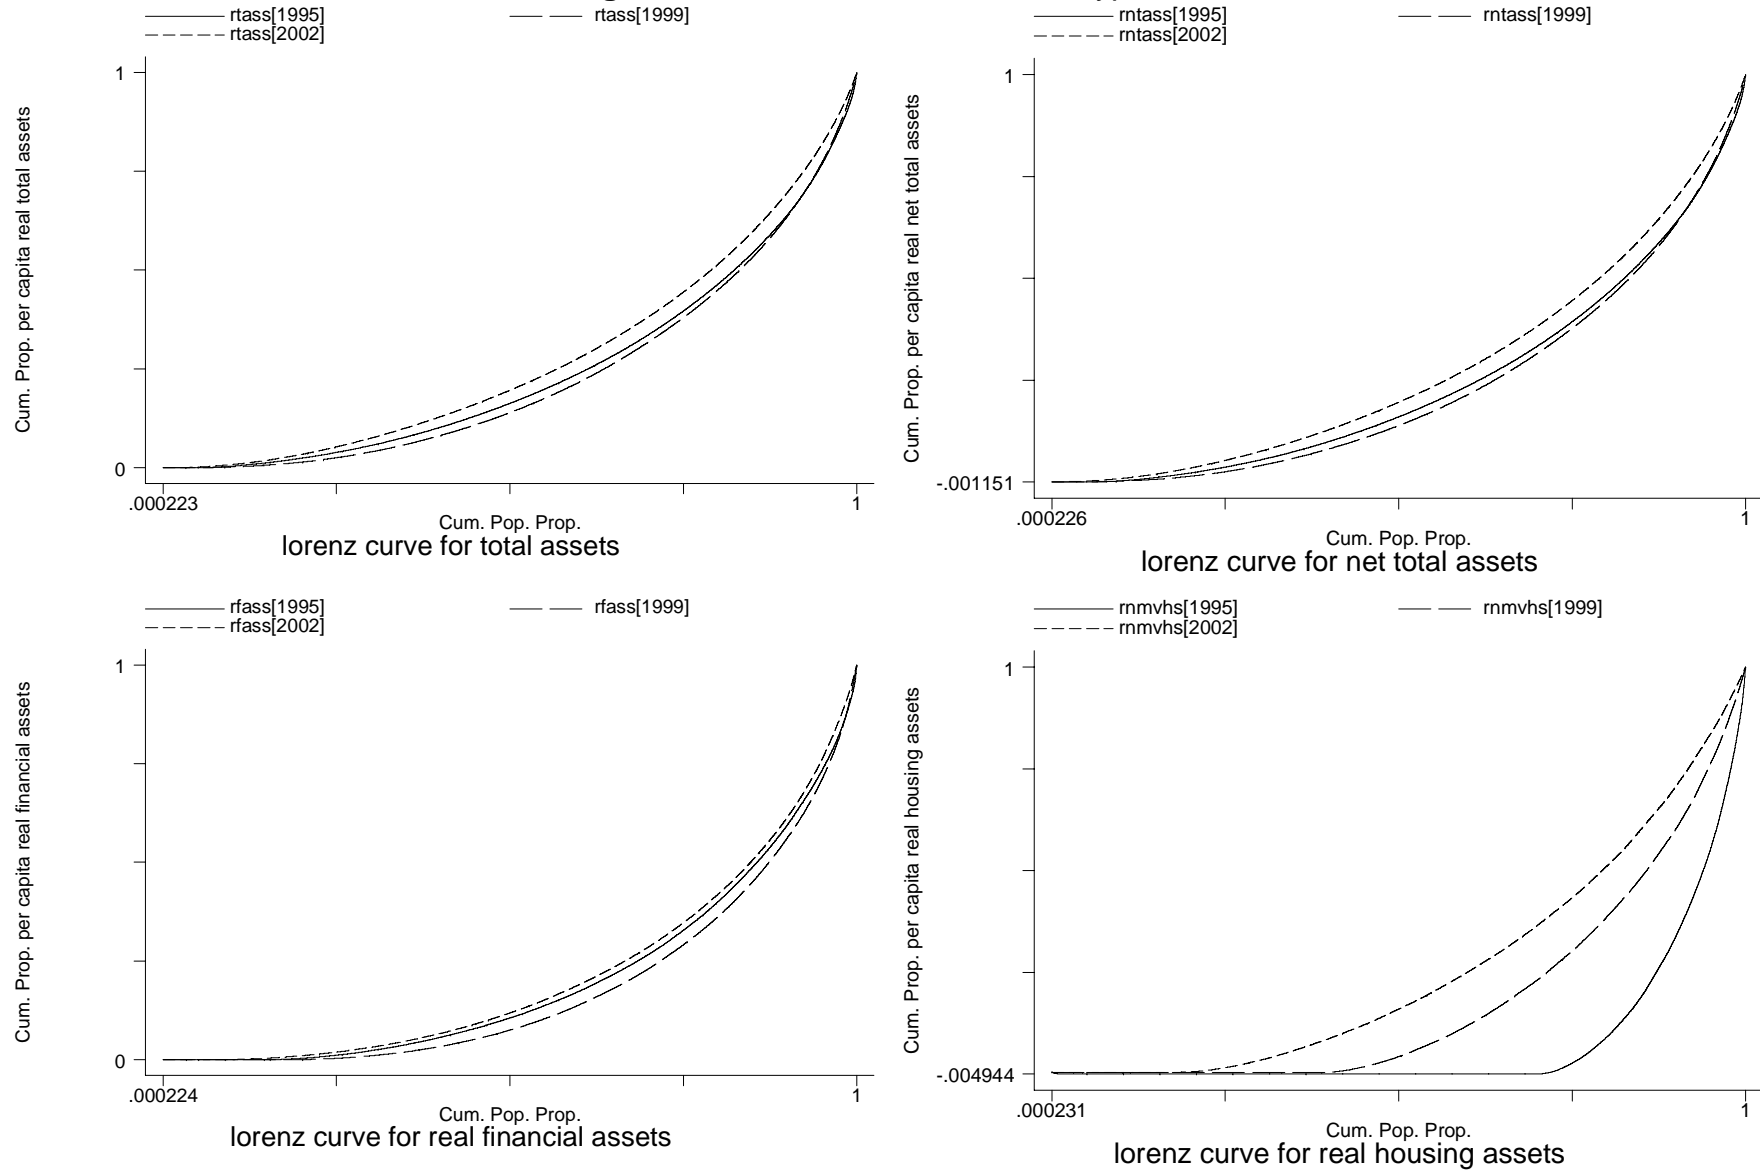 rtass[1995] rtass[1999]
rtass[2002]
Cum. Prop. per capita real total assets
1
0
.000223 1
Cum. Pop. Prop.
lorenz curve for total assets
rntass[1995] rntass[1999]
rntass[2002]
Cum. Prop. per capita real net total assets
1
-.001151
.000226 1
Cum. Pop. Prop.
lorenz curve for net total assets
rfass[1995] rfass[1999]
rfass[2002]
Cum. Prop. per capita real financial assets
1
0
.000224 1
Cum. Pop. Prop.
lorenz curve for real financial assets
rnmvhs[1995] rnmvhs[1999]
rnmvhs[2002]
Cum. Prop. per capita real housing assets
1
-.004944
.000231 1
Cum. Pop. Prop.
lorenz curve for real housing assets